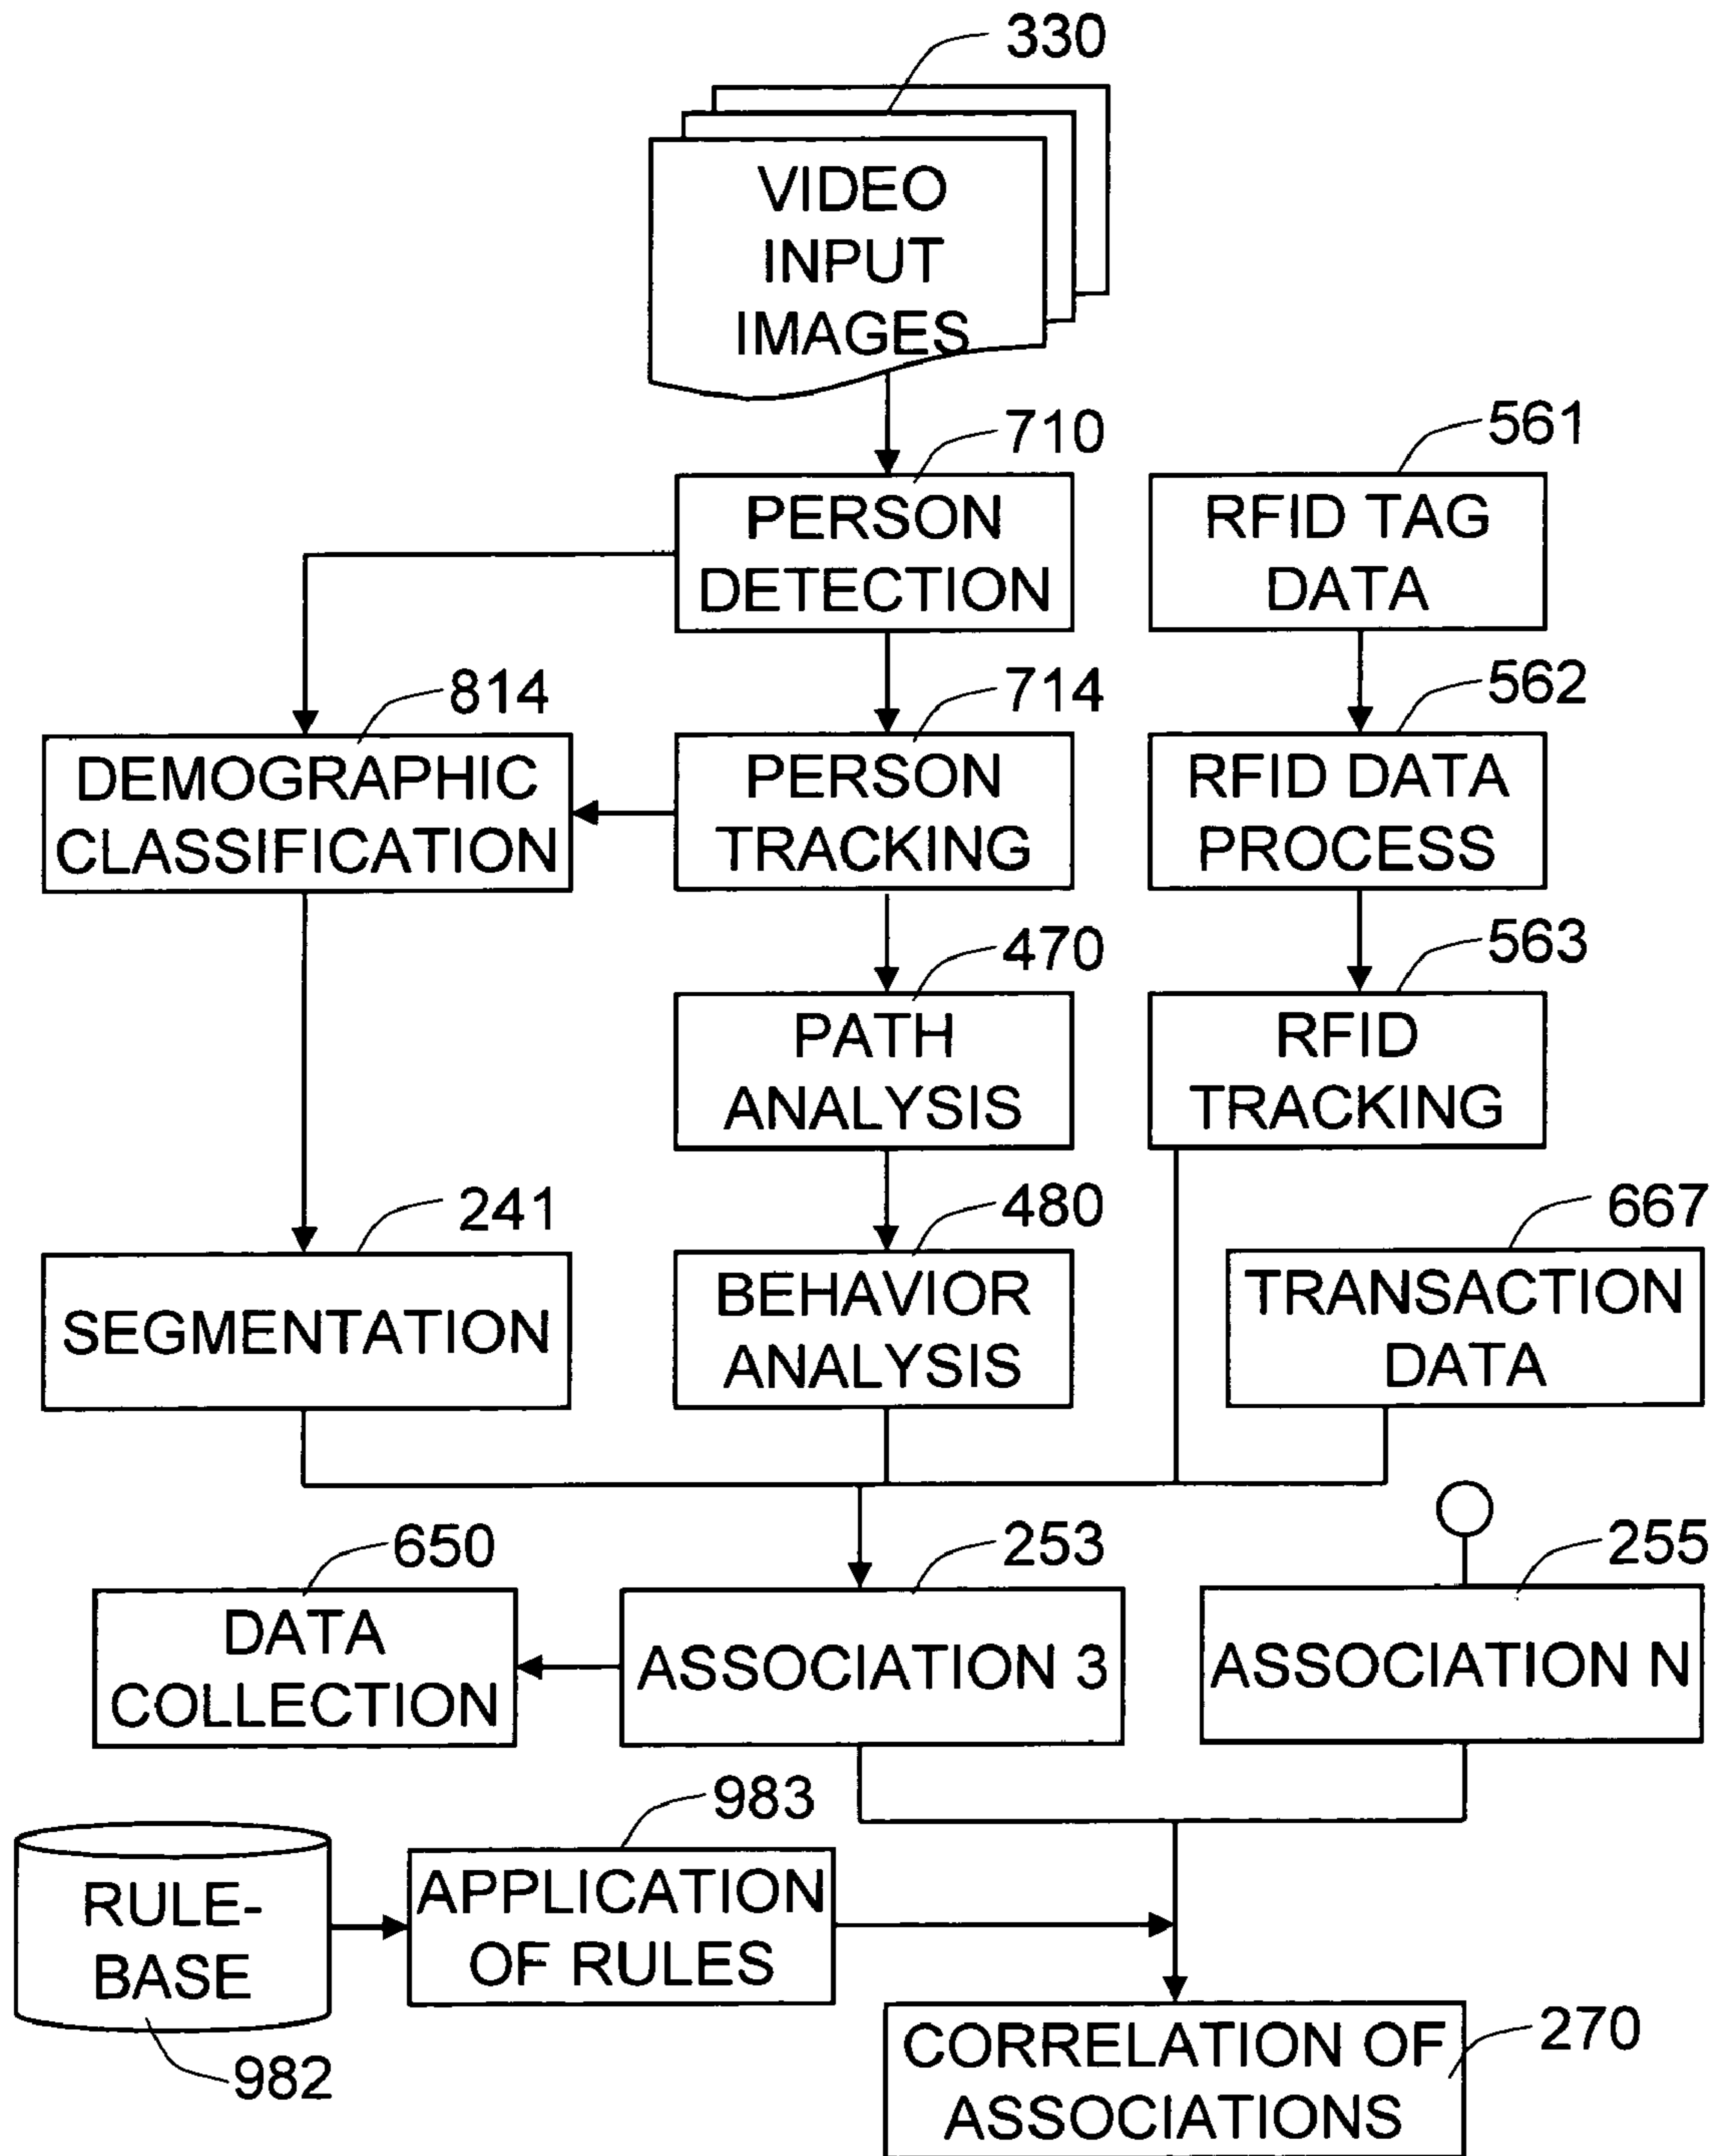 330
VIDEO
INPUT
IMAGES
710
PERSON
DETECTION
561
RFID TAG
DATA
814
DEMOGRAPHIC
CLASSIFICATION
714
PERSON
TRACKING
562
RFID DATA
PROCESS
470
PATH
ANALYSIS
563
RFID
TRACKING
241
SEGMENTATION
480
BEHAVIOR
ANALYSIS
667
TRANSACTION
DATA
650
DATA
COLLECTION
253
ASSOCIATION 3
255
ASSOCIATION N
RULE-
BASE
982
983
APPLICATION
OF RULES
270
CORRELATION OF
ASSOCIATIONS